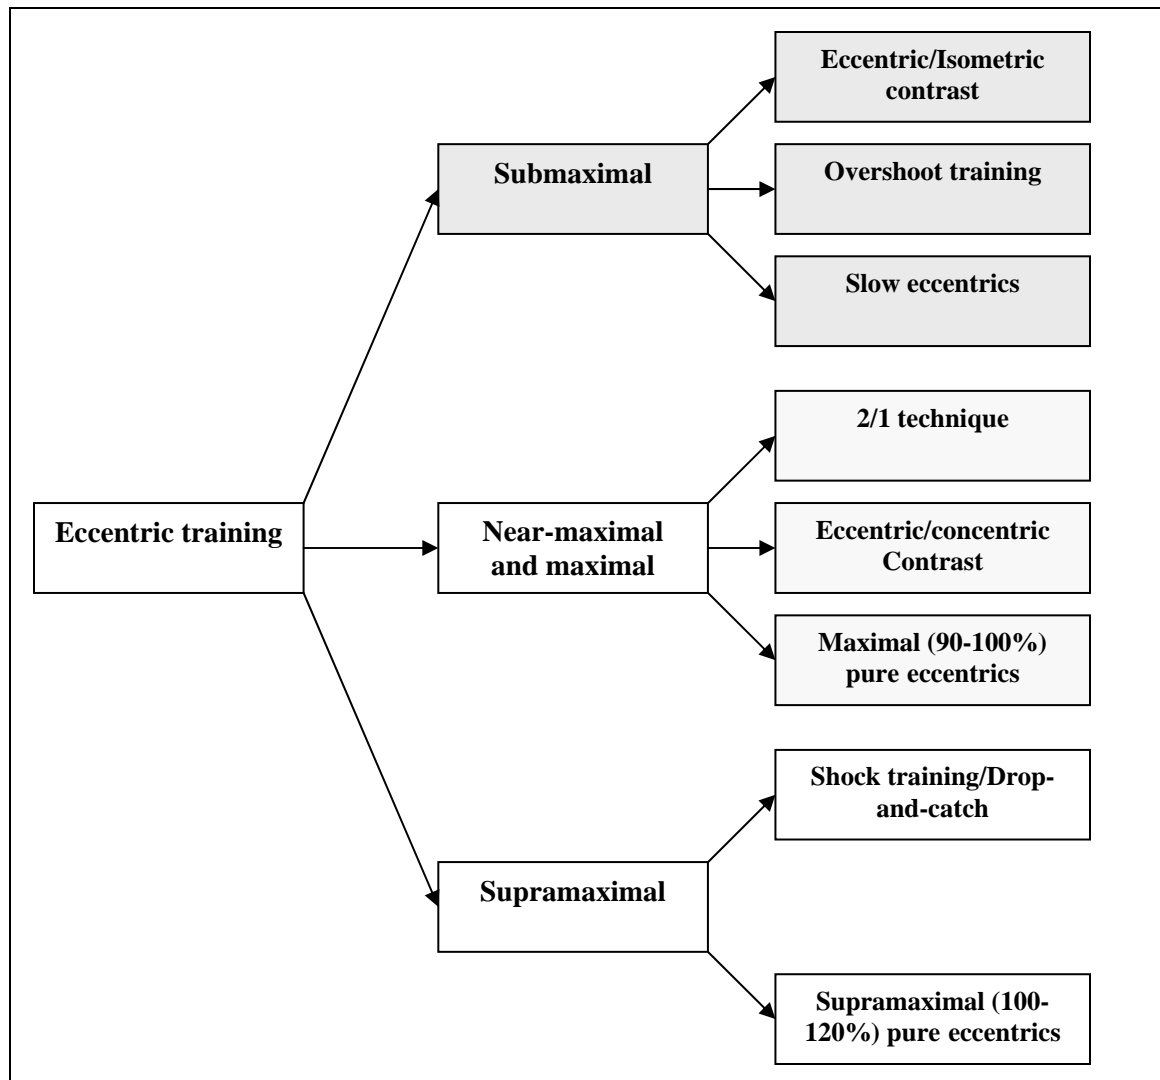 Eccentric/Isometric
contrast
Submaximal
Overshoot training
Slow eccentrics
2/1 technique
Eccentric training
Near-maximal
and maximal
Eccentric/concentric
Contrast
Maximal (90-100%)
pure eccentrics
Shock training/Drop-
and-catch
Supramaximal
Supramaximal (100-
120%) pure eccentrics